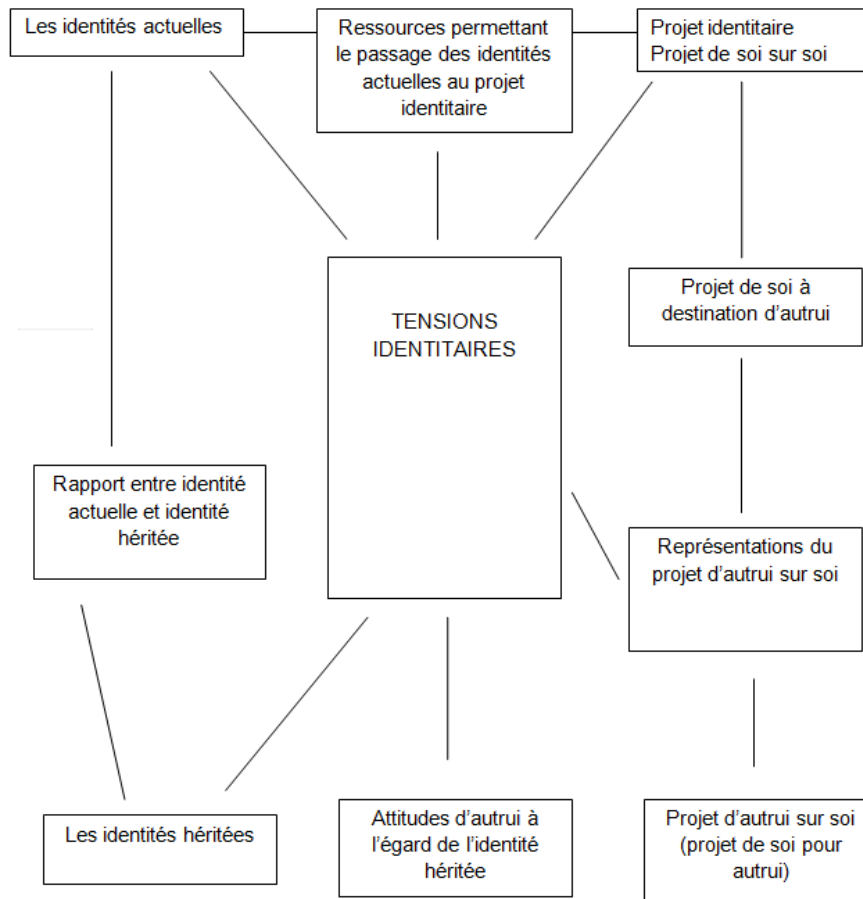 Les identités actuelles
Ressources permettant
le passage des identités
actuelles au projet
identitaire
Projet identitaire
Projet de soi sur soi
TENSIONS
IDENTITAIRES
Projet de soi à
destination d’autrui
Rapport entre identité
actuelle et identité
héritée
Représentations du
projet d’autrui sur soi
Les identités héritées
Attitudes d’autrui à
l’égard de l’identité
héritée
Projet d’autrui sur soi
(projet de soi pour
autrui)